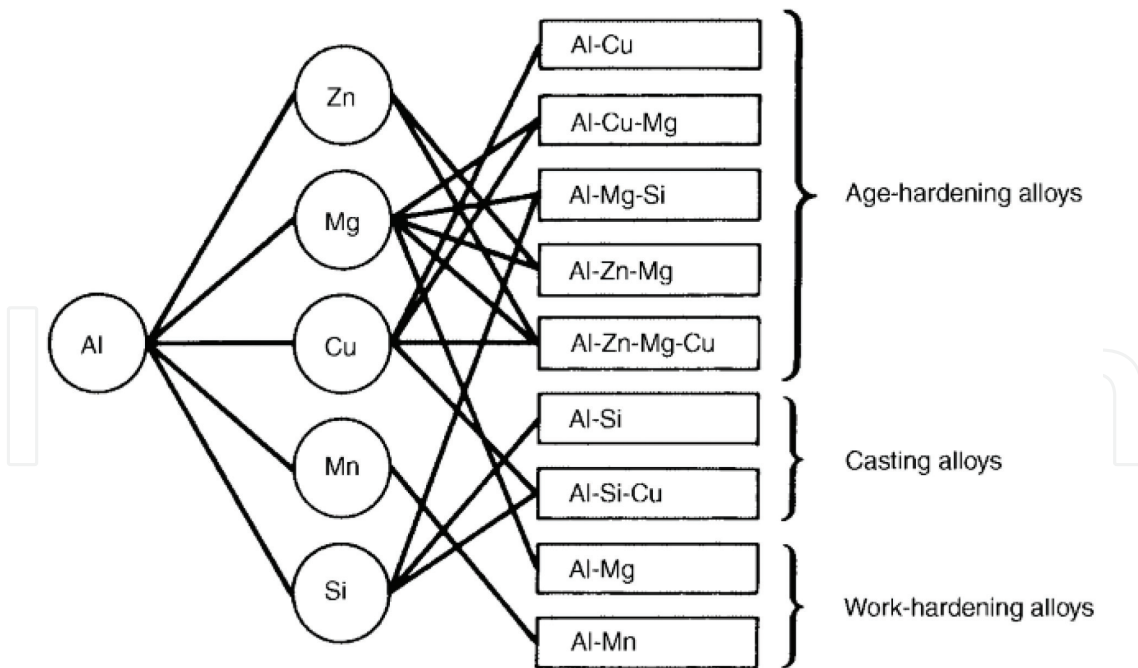 Al
Zn
Mg
Cu
Mn
Si
Al-Cu
Al-Cu-Mg
Al-Mg-Si
Al-Zn-Mg
Al-Zn-Mg-Cu
Al-Si
Al-Si-Cu
Al-Mg
Al-Mn
Age-hardening alloys
Casting alloys
Work-hardening alloys